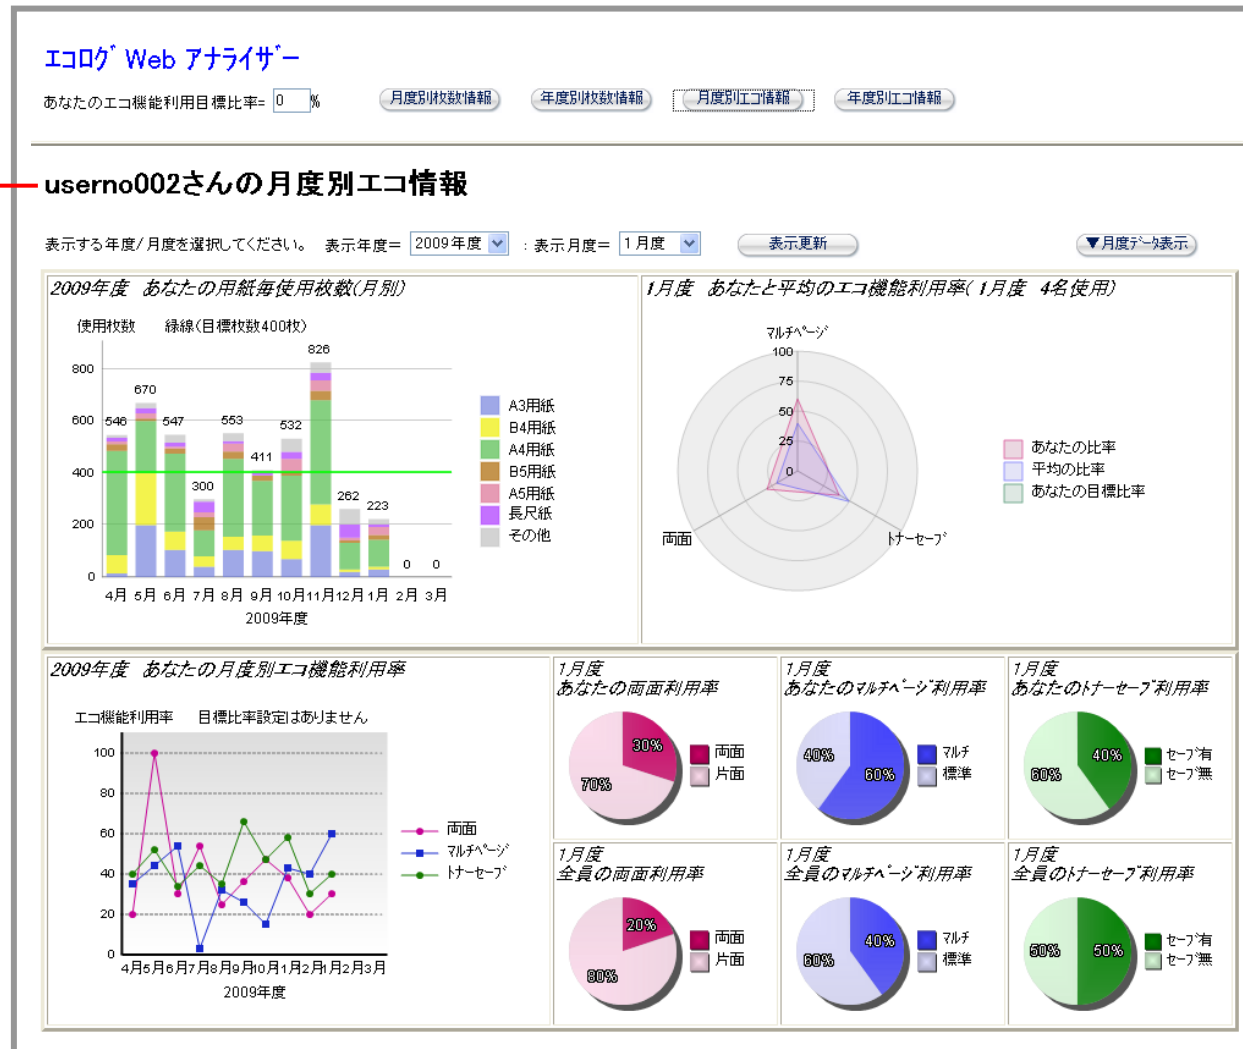 エコログ Web アナライザー
あなたのエコ機能利用目標比率= 0 %
月度別枚数情報 年度別枚数情報 月度別エコ情報 年度別エコ情報
userno002さんの月度別エコ情報
表示する年度/月度を選択してください。 表示年度= 2009年度 : 表示月度= 1月度 表示更新 ▼月度データ表示
2009年度 あなたの用紙毎使用枚数(月別)
使用枚数 緑線(目標枚数400枚)
800
600
400
200
0
546 670 547 300 553 411 532 826 262 223 0 0
4月 5月 6月 7月 8月 9月 10月 11月 12月 1月 2月 3月
2009年度
A3用紙
B4用紙
A4用紙
B5用紙
A5用紙
長尺紙
その他
1月度 あなたと平均のエコ機能利用率(1月度 4名使用)
マルチページ
100
75
50
25
0
両面 トナーセーブ
あなたの比率
平均の比率
あなたの目標比率
2009年度 あなたの月度別エコ機能利用率
エコ機能利用率 目標比率設定はありません
100
80
60
40
20
0
4月5月6月7月8月9月10月1月2月1月2月3月
2009年度
両面
マルチページ
トナーセーブ
1月度
あなたの両面利用率
30%
70%
両面
片面
1月度
あなたのマルチページ利用率
40%
60%
マルチ
標準
1月度
あなたのトナーセーブ利用率
40%
60%
セーブ有
セーブ無
1月度
全員の両面利用率
20%
80%
両面
片面
1月度
全員のマルチページ利用率
40%
60%
マルチ
標準
1月度
全員のトナーセーブ利用率
50%
50%
セーブ有
セーブ無